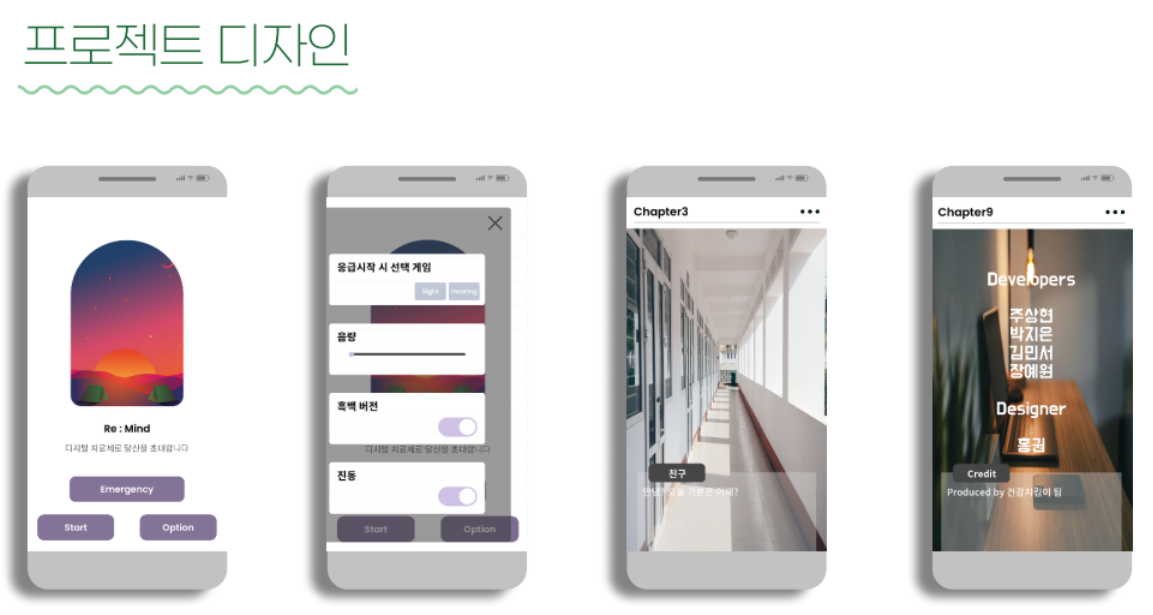 프로젝트 디자인
Re : Mind
디지털 치료제로 당신을 초대합니다
Emergency
Start
Option
응급시작 시 선택 게임
Sight
Hearing
음량
흑백 버전
디지털 치료제로 당신을 초대합니다
진동
Start
Option
Chapter3
친구
안녕? 오늘 기분은 어때?
Chapter9
Developers
주상현
박지은
김민서
장예원
Designer
홍권
Credit
Produced by 건강지킴이 팀